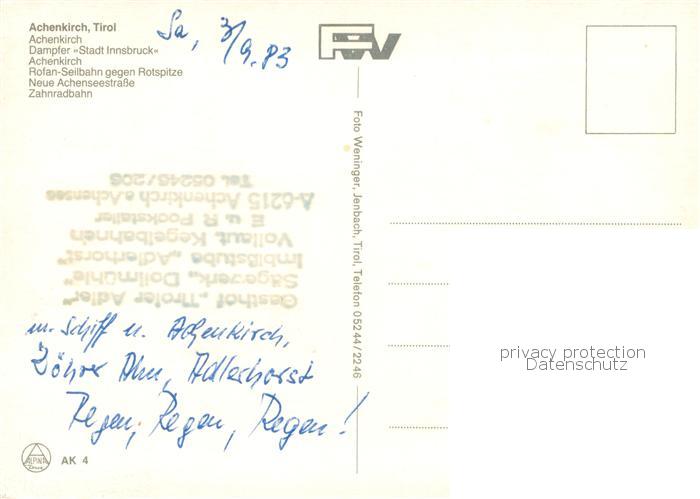 Achenkirch, Tirol
Achenkirch
Dampfer »Stadt Innsbruck«
Achenkirch
Rofan-Seilbahn gegen Rotspitze
Neue Achenseestraße
Zahnradbahn
Sa, 3/9.83
Foto Weninger, Jenbach, Tirol, Telefon 05244/2246
Gasthof „Tiroler Adler"
Sägewerk, Dollmühle"
Imbißstube „Adlerhorst"
Vollaut. Kegelbahnen
E u R Pockstaller
A-6215 Achenkirch a Achensee
Tel. 05246/206
m. Schiff n. Achenkirch,
Alm, Adlerhorst
Regen, Regen, Regen!
ALPINA
AK 4
privacy protection
Datenschutz